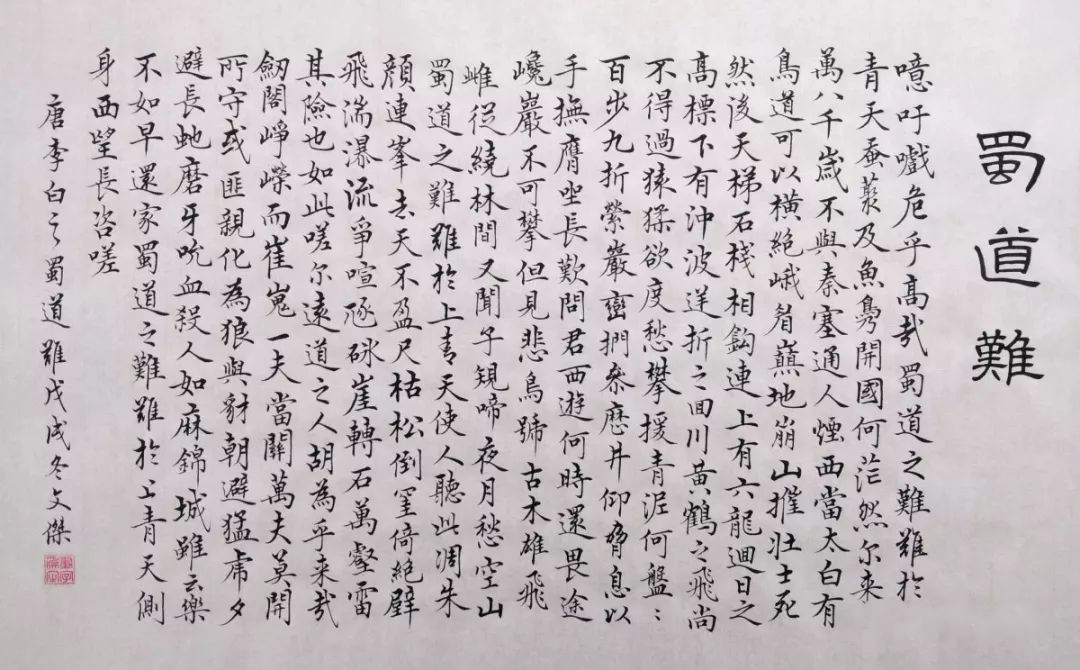 蜀道難
噫吁戲危乎高哉蜀道之難難於
青天蚕叢及魚鳧開國何茫然尔来
萬八千歲不與秦塞通人煙西當太白有
鳥道可以横絶峨眉巔地崩山摧壮士死
然後天梯石棧相鈎連上有六龍迴日之
高標下有沖波逆折之回川黃鶴之飛尚
不得過猿猱欲度愁攀援青泥何盤〻
百步九折縈巖巒捫叅歷井仰脅息以
手撫膺坐長歎問君西遊何時還畏途
巉巖不可攀但見悲鳥號古木雄飛
雌從繞林間又聞子規啼夜月愁空山
蜀道之難難於上青天使人聽此凋朱
顏連峯去天不盈尺枯松倒挂倚絶壁
飛湍瀑流爭喧豗砯崖轉石萬壑雷
其險也如此嗟尔遠道之人胡為乎来哉
劒閣崢嶸而崔嵬一夫當關萬夫莫開
所守或匪親化為狼與豺朝避猛虎夕
避長虵磨牙吮血殺人如麻錦城雖云樂
不如早還家蜀道之難難於上青天側
身西望長咨嗟
唐李白之蜀道難戊戌冬文傑